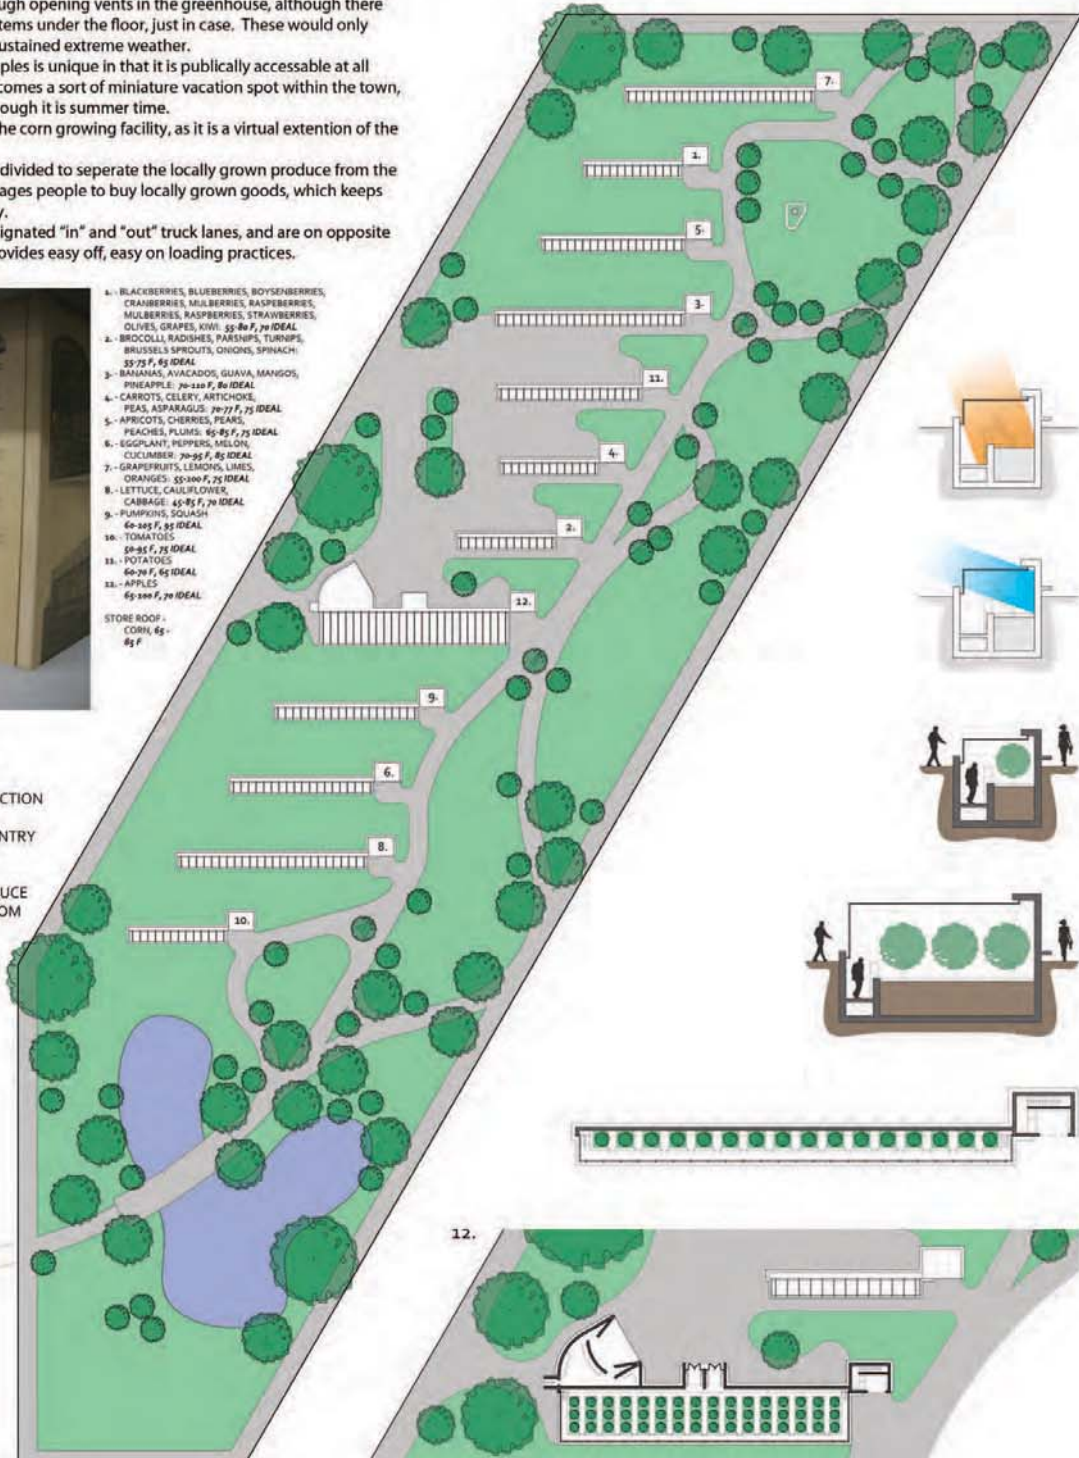 ugh opening vents in the greenhouse, although there
tems under the floor, just in case. These would only
ustained extreme weather.
ples is unique in that it is publically accessable at all
comes a sort of miniature vacation spot within the town,
ough it is summer time.
he corn growing facility, as it is a virtual extention of the
divided to seperate the locally grown produce from the
ages people to buy locally grown goods, which keeps
y.
ignated “in” and “out” truck lanes, and are on opposite
ovides easy off, easy on loading practices.
1. - BLACKBERRIES, BLUEBERRIES, BOYSENBERRIES,
CRANBERRIES, MULBERRIES, RASPEBERRIES,
MULBERRIES, RASPBERRIES, STRAWBERRIES,
OLIVES, GRAPES, KIWI: 55-80 F, 70 IDEAL
2. - BROCOLLI, RADISHES, PARSNIPS, TURNIPS,
BRUSSELS SPROUTS, ONIONS, SPINACH:
55-75 F, 65 IDEAL
3. - BANANAS, AVACADOS, GUAVA, MANGOS,
PINEAPPLE: 70-110 F, 80 IDEAL
4. - CARROTS, CELERY, ARTICHOKE,
PEAS, ASPARAGUS: 70-77 F, 75 IDEAL
5. - APRICOTS, CHERRIES, PEARS,
PEACHES, PLUMS: 65-85 F, 75 IDEAL
6. - EGGPLANT, PEPPERS, MELON,
CUCUMBER: 70-95 F, 85 IDEAL
7. - GRAPEFRUITS, LEMONS, LIMES,
ORANGES: 55-100 F, 75 IDEAL
8. - LETTUCE, CAULIFLOWER,
CABBAGE: 45-85 F, 70 IDEAL
9. - PUMPKINS, SQUASH
60-105 F, 95 IDEAL
10. - TOMATOES
50-95 F, 75 IDEAL
11. - POTATOES
60-70 F, 65 IDEAL
12. - APPLES
65-100 F, 70 IDEAL
STORE ROOF -
CORN, 65 -
85 F
CTION
NTRY
UCE
OM
7.
1.
5.
3.
11.
4.
2.
12.
9.
6.
8.
10.
12.